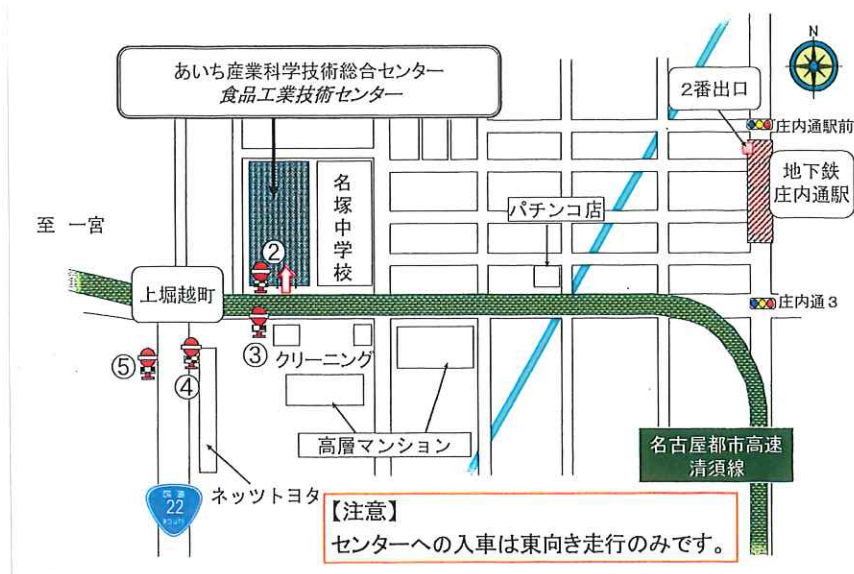 あいち産業科学技術総合センター
食品工業技術センター
N
2番出口
庄内通駅前
地下鉄
庄内通駅
名塚中学校
パチンコ店
至 一宮
②
上堀越町
庄内通3
③
クリーニング
⑤
④
高層マンション
名古屋都市高速
清須線
ネッツトヨタ
国道
22
【注意】
センターへの入車は東向き走行のみです。